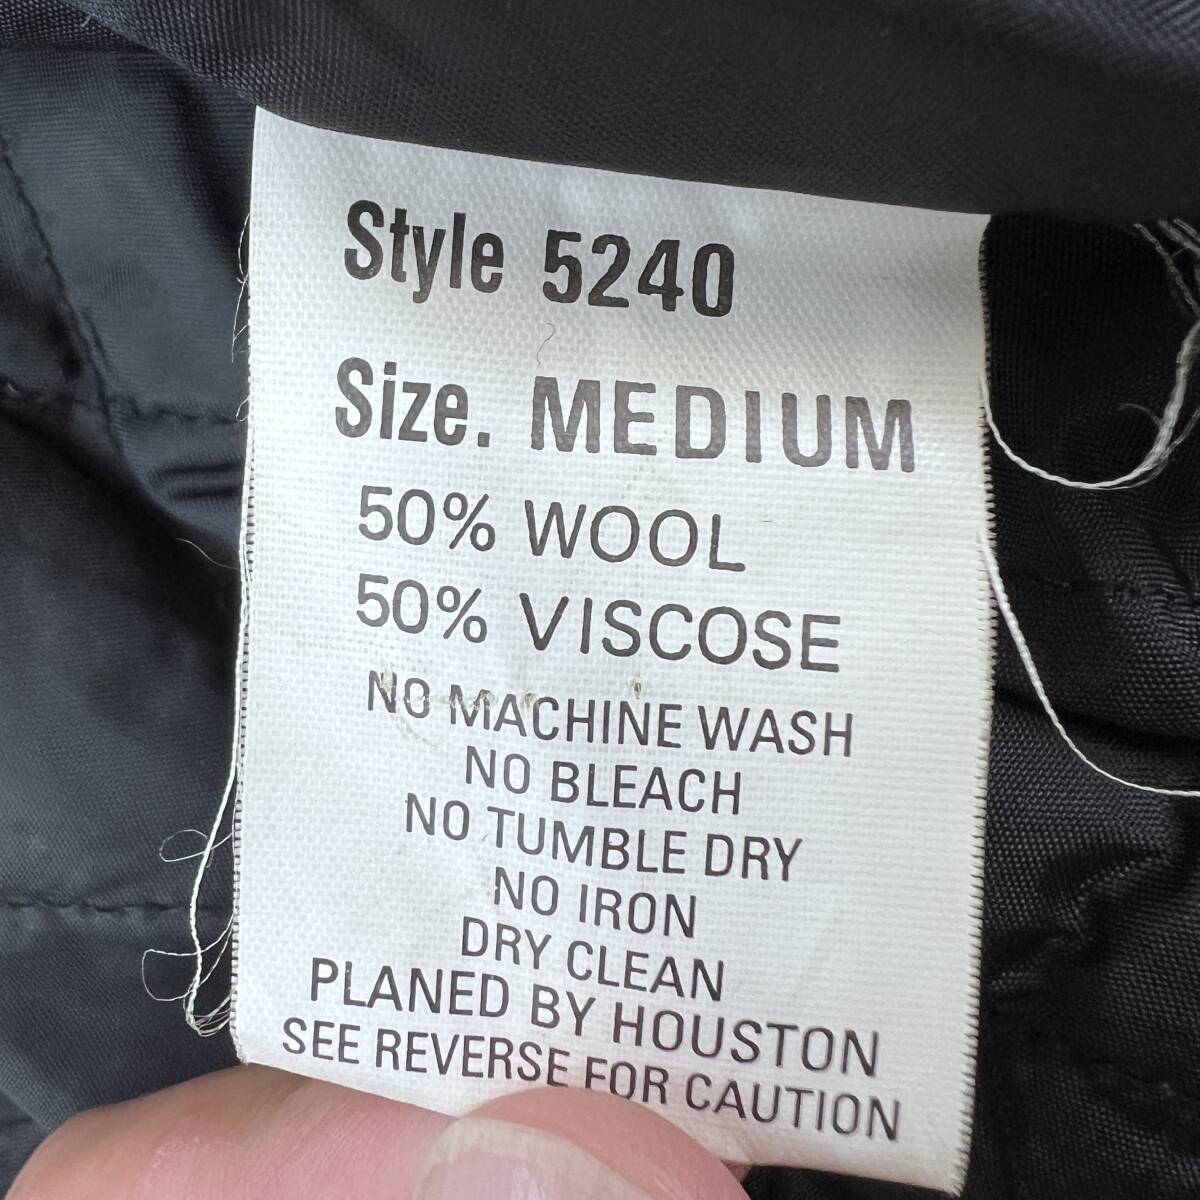 Style 5240
Size. MEDIUM
50% WOOL
50% VISCOSE
NO MACHINE WASH
NO BLEACH
NO TUMBLE DRY
NO IRON
DRY CLEAN
PLANED BY HOUSTON
SEE REVERSE FOR CAUTION